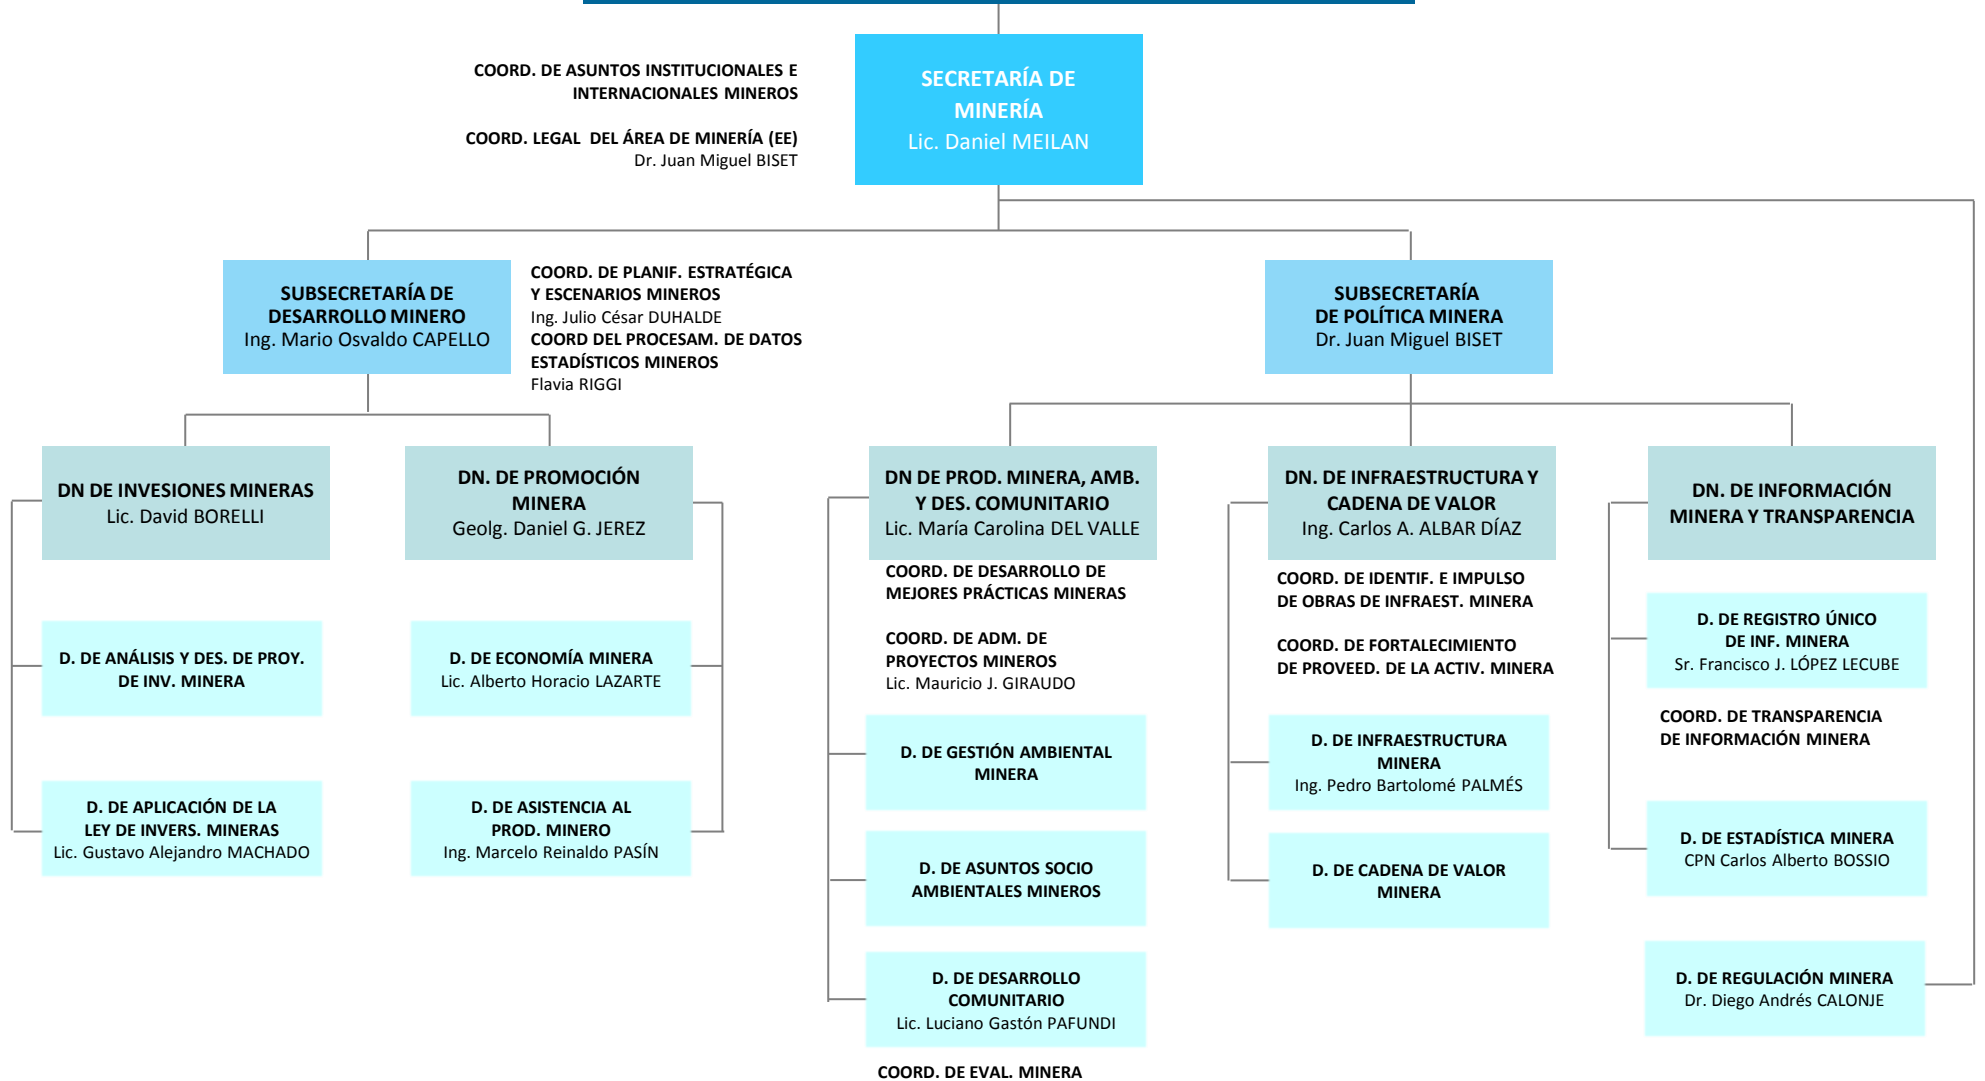 COORD. DE ASUNTOS INSTITUCIONALES E
INTERNACIONALES MINEROS
COORD. LEGAL DEL ÁREA DE MINERÍA (EE)
Dr. Juan Miguel BISET
SECRETARÍA DE
MINERÍA
Lic. Daniel MEILAN
SUBSECRETARÍA DE
DESARROLLO MINERO
Ing. Mario Osvaldo CAPELLO
COORD. DE PLANIF. ESTRATÉGICA
Y ESCENARIOS MINEROS
Ing. Julio César DUHALDE
COORD DEL PROCESAM. DE DATOS
ESTADÍSTICOS MINEROS
Flavia RIGGI
SUBSECRETARÍA
DE POLÍTICA MINERA
Dr. Juan Miguel BISET
DN DE INVESIONES MINERAS
Lic. David BORELLI
DN. DE PROMOCIÓN
MINERA
Geolg. Daniel G. JEREZ
DN DE PROD. MINERA, AMB.
Y DES. COMUNITARIO
Lic. María Carolina DEL VALLE
DN. DE INFRAESTRUCTURA Y
CADENA DE VALOR
Ing. Carlos A. ALBAR DÍAZ
DN. DE INFORMACIÓN
MINERA Y TRANSPARENCIA
D. DE ANÁLISIS Y DES. DE PROY.
DE INV. MINERA
D. DE APLICACIÓN DE LA
LEY DE INVERS. MINERAS
Lic. Gustavo Alejandro MACHADO
D. DE ECONOMÍA MINERA
Lic. Alberto Horacio LAZARTE
D. DE ASISTENCIA AL
PROD. MINERO
Ing. Marcelo Reinaldo PASÍN
COORD. DE DESARROLLO DE
MEJORES PRÁCTICAS MINERAS
COORD. DE ADM. DE
PROYECTOS MINEROS
Lic. Mauricio J. GIRAUDO
D. DE GESTIÓN AMBIENTAL
MINERA
D. DE ASUNTOS SOCIO
AMBIENTALES MINEROS
D. DE DESARROLLO
COMUNITARIO
Lic. Luciano Gastón PAFUNDI
COORD. DE EVAL. MINERA
COORD. DE IDENTIF. E IMPULSO
DE OBRAS DE INFRAEST. MINERA
COORD. DE FORTALECIMIENTO
DE PROVEED. DE LA ACTIV. MINERA
D. DE INFRAESTRUCTURA
MINERA
Ing. Pedro Bartolomé PALMÉS
D. DE CADENA DE VALOR
MINERA
D. DE REGISTRO ÚNICO
DE INF. MINERA
Sr. Francisco J. LÓPEZ LECUBE
COORD. DE TRANSPARENCIA
DE INFORMACIÓN MINERA
D. DE ESTADÍSTICA MINERA
CPN Carlos Alberto BOSSIO
D. DE REGULACIÓN MINERA
Dr. Diego Andrés CALONJE